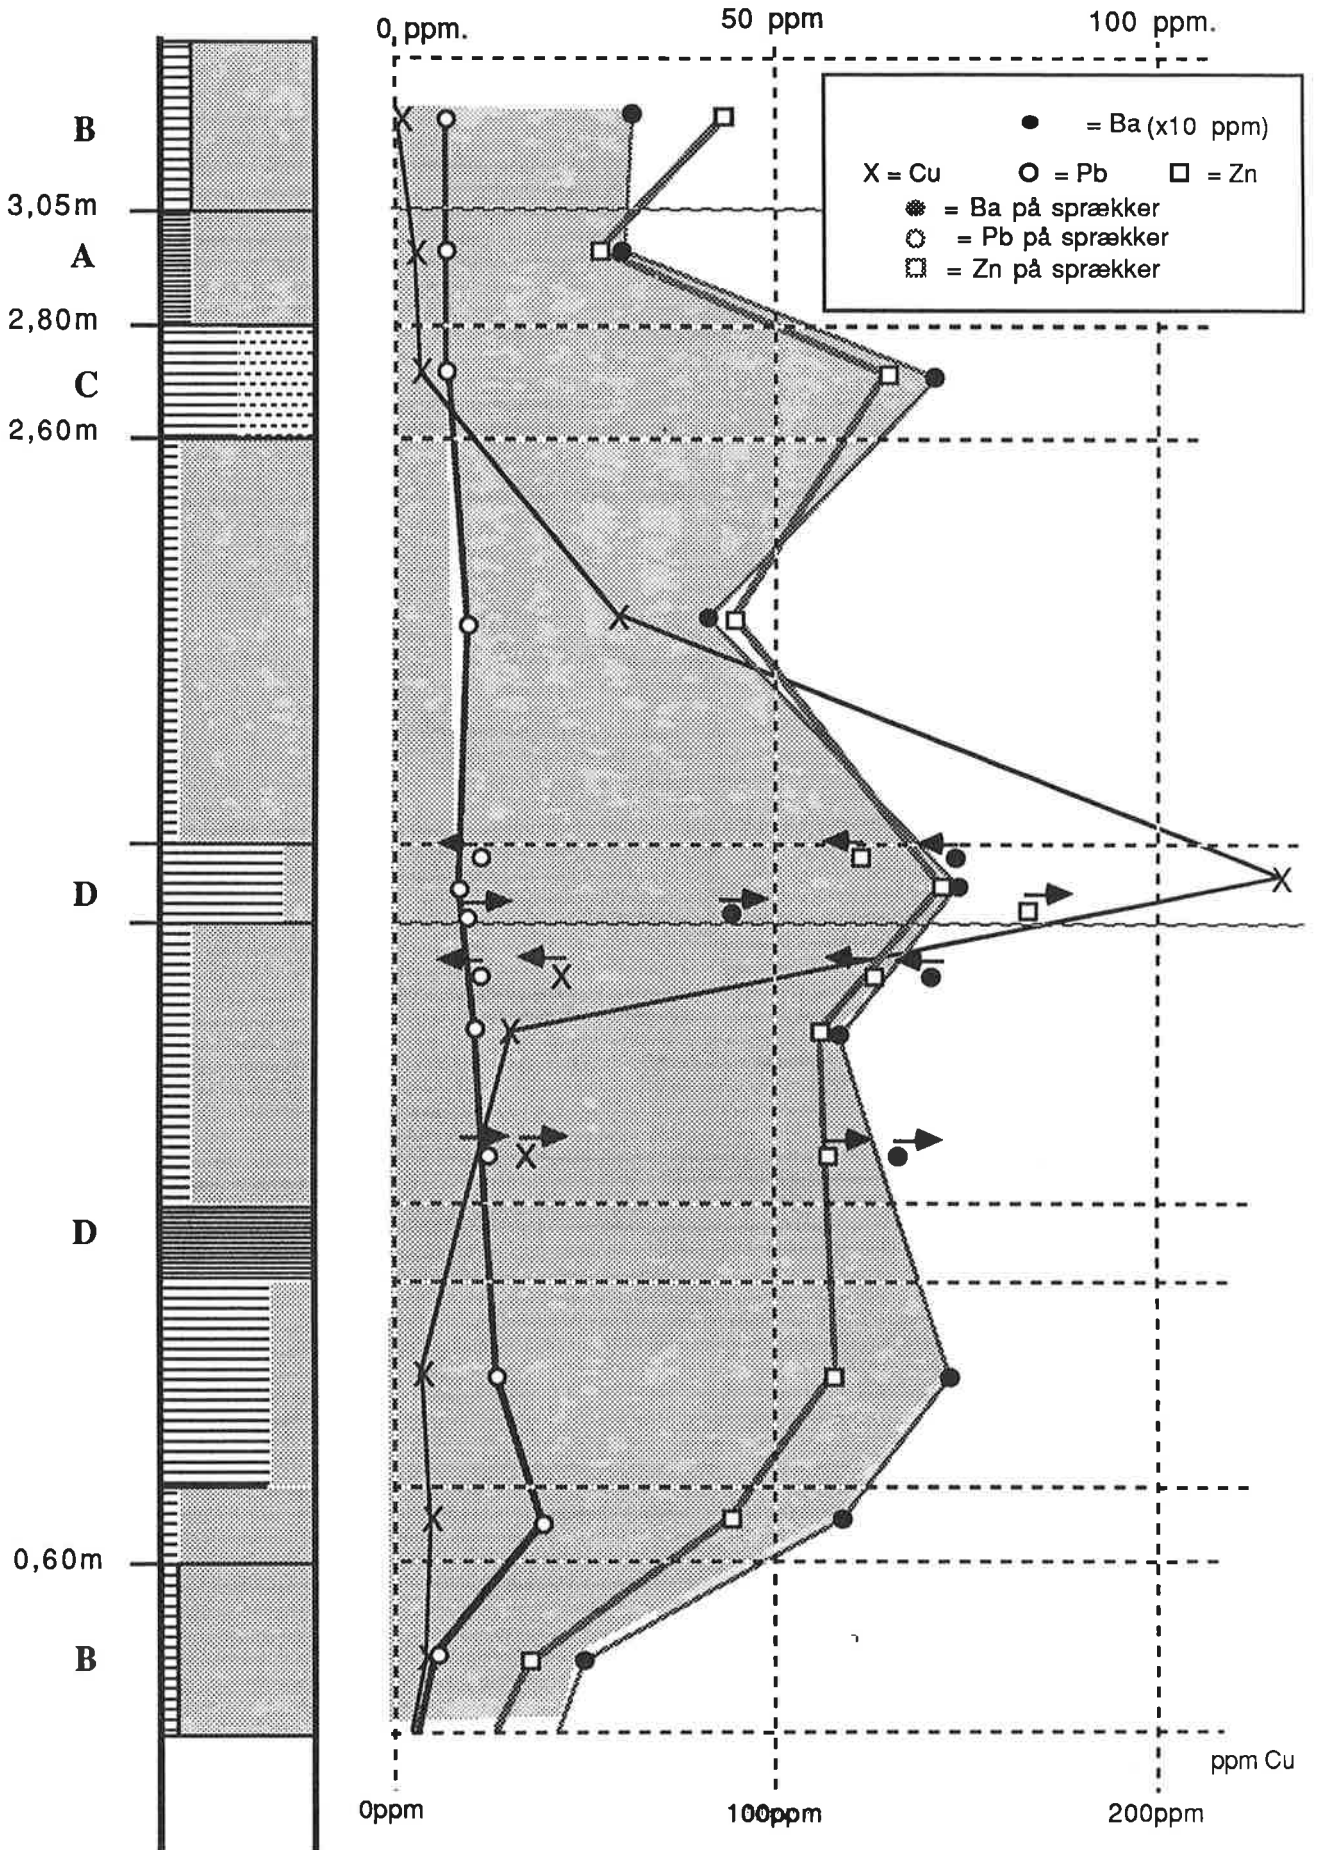 0 ppm.
50 ppm
100 ppm.
= Ba (x10 ppm)
X = Cu
= Pb
= Zn
= Ba på sprækker
= Pb på sprækker
= Zn på sprækker
B
3,05m
A
2,80m
C
2,60m
D
D
0,60m
B
ppm Cu
0ppm
100ppm
200ppm